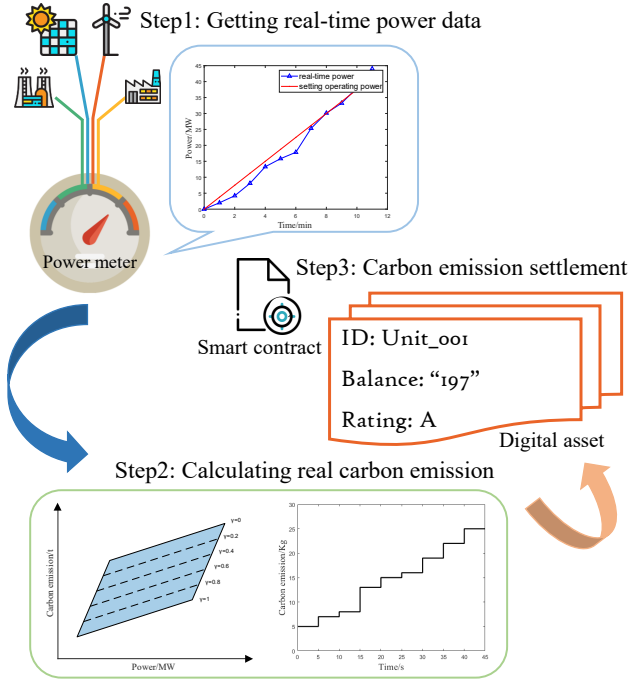 Step1: Getting real-time power data
real-time power
setting operating power
Power/MW
45
40
35
30
25
20
15
10
5
0
0 2 4 6 8 10 12
Time/min
Power meter
Step3: Carbon emission settlement
Smart contract
ID: Unit_001
Balance: “197”
Rating: A
Digital asset
Step2: Calculating real carbon emission
Carbon emission/t
γ=0
γ=0.2
γ=0.4
γ=0.6
γ=0.8
γ=1
Power/MW
Carbon emission/Kg
30
25
20
15
10
5
0
0 5 10 15 20 25 30 35 40 45
Time/s